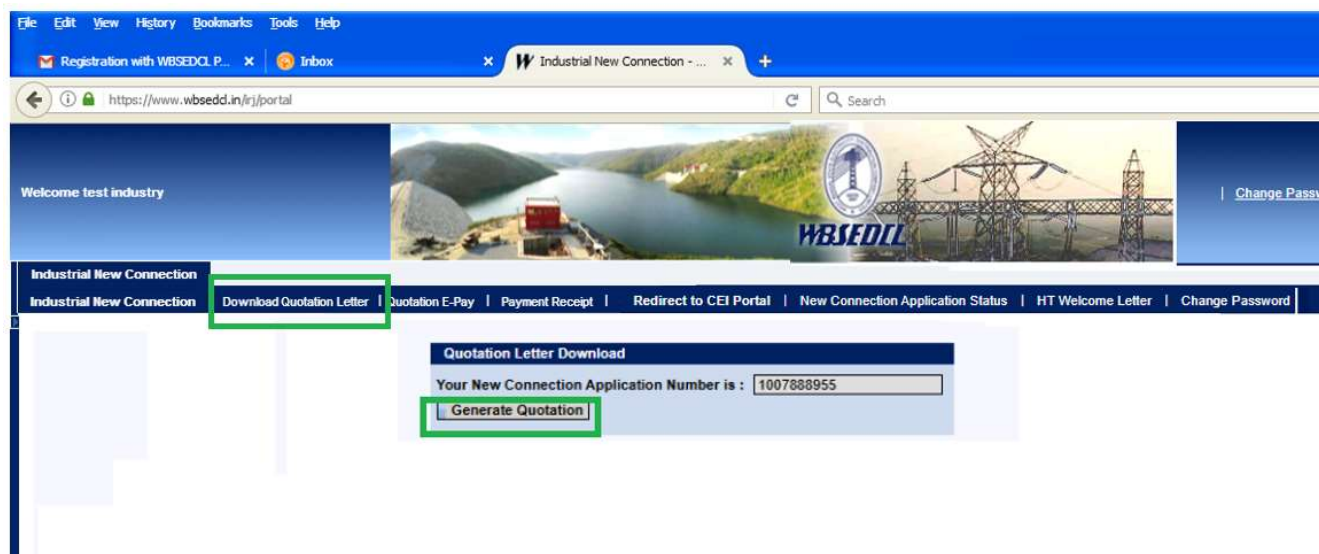 File Edit View History Bookmarks Tools Help
Registration with WBSEDCL P... × Inbox × Industrial New Connection - ... × +
https://www.wbsedcl.in/irj/portal Search
Welcome test industry
WBSEDCL
| Change Passw
Industrial New Connection
Industrial New Connection Download Quotation Letter | Quotation E-Pay | Payment Receipt | Redirect to CEI Portal | New Connection Application Status | HT Welcome Letter | Change Password
Quotation Letter Download
Your New Connection Application Number is : 1007888955
Generate Quotation